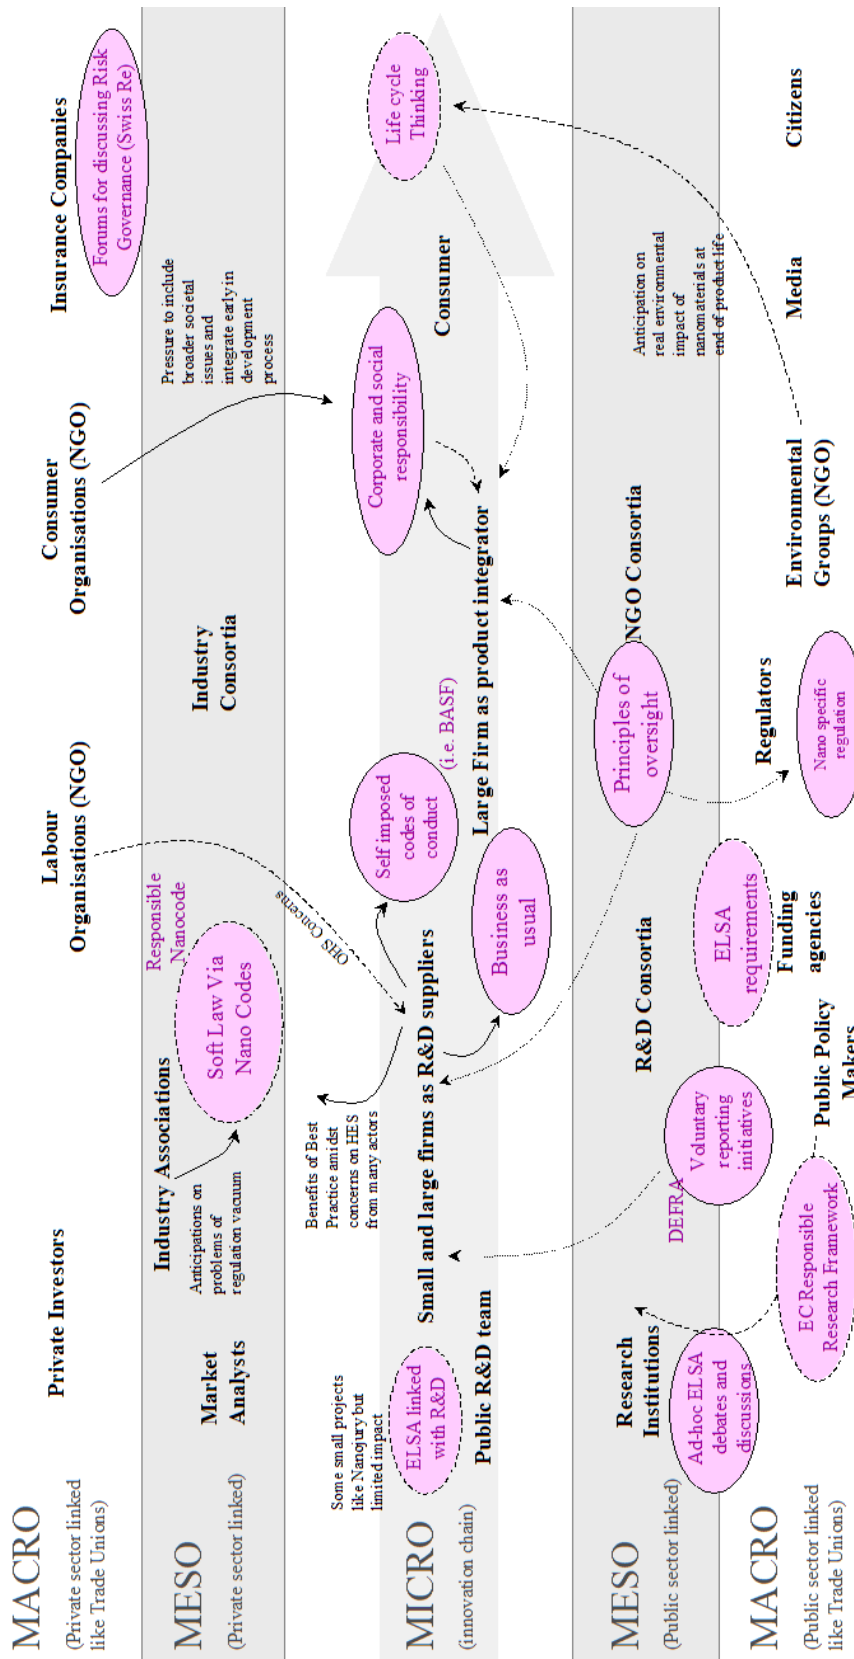 MACRO
(Private sector linked
like Trade Unions)
Private Investors
Labour
Organisations (NGO)
Consumer
Organisations (NGO)
Insurance Companies
Forums for discussing Risk
Governance (Swiss Re)
MESO
(Private sector linked)
Market
Analysts
Industry Associations
Anticipations on
problems of
regulation vacuum
Responsible
Nanocode
Soft Law Via
Nano Codes
Industry
Consortia
Pressure to include
broader societal
issues and
integrate early in
development
process
MICRO
(innovation chain)
Some small projects
like Nanojury but
limited impact
ELSA linked
with R&D
Public R&D team
Benefits of Best
Practice amidst
concerns on HES
from many actors
Small and large firms as R&D suppliers
OHS Concerns
Self imposed
codes of
conduct
Business as
usual
(i.e. BASF)
Large Firm as product integrator
Corporate and social
responsibility
Consumer
Life cycle
Thinking
MESO
(Public sector linked)
Research
Institutions
Ad-hoc ELSA
debates and
discussions
DEFRA
Voluntary
reporting
initiatives
R&D Consortia
Principles of
oversight
NGO Consortia
Anticipation on
real environmental
impact of
nanomaterials at
end of product life
MACRO
(Public sector linked
like Trade Unions)
EC Responsible
Research Framework
Public Policy
Makers
ELSA
requirements
Funding
agencies
Regulators
Nano specific
regulation
Environmental
Groups (NGO)
Media
Citizens